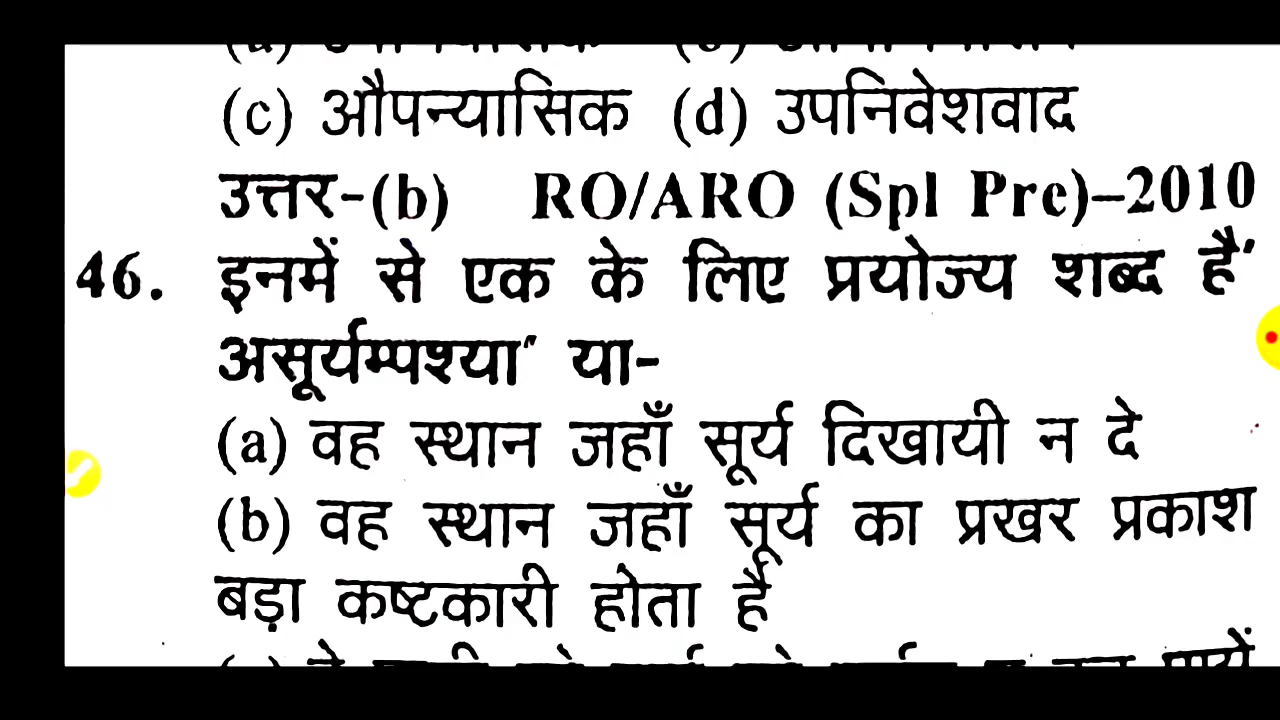 (c) औपन्यासिक (d) उपनिवेशवाद
उत्तर-(b) RO/ARO (Spl Pre)–2010
46. इनमें से एक के लिए प्रयोज्य शब्द है"
असूर्यम्पश्या" या-
(a) वह स्थान जहाँ सूर्य दिखायी न दे
(b) वह स्थान जहाँ सूर्य का प्रखर प्रकाश
बड़ा कष्टकारी होता है